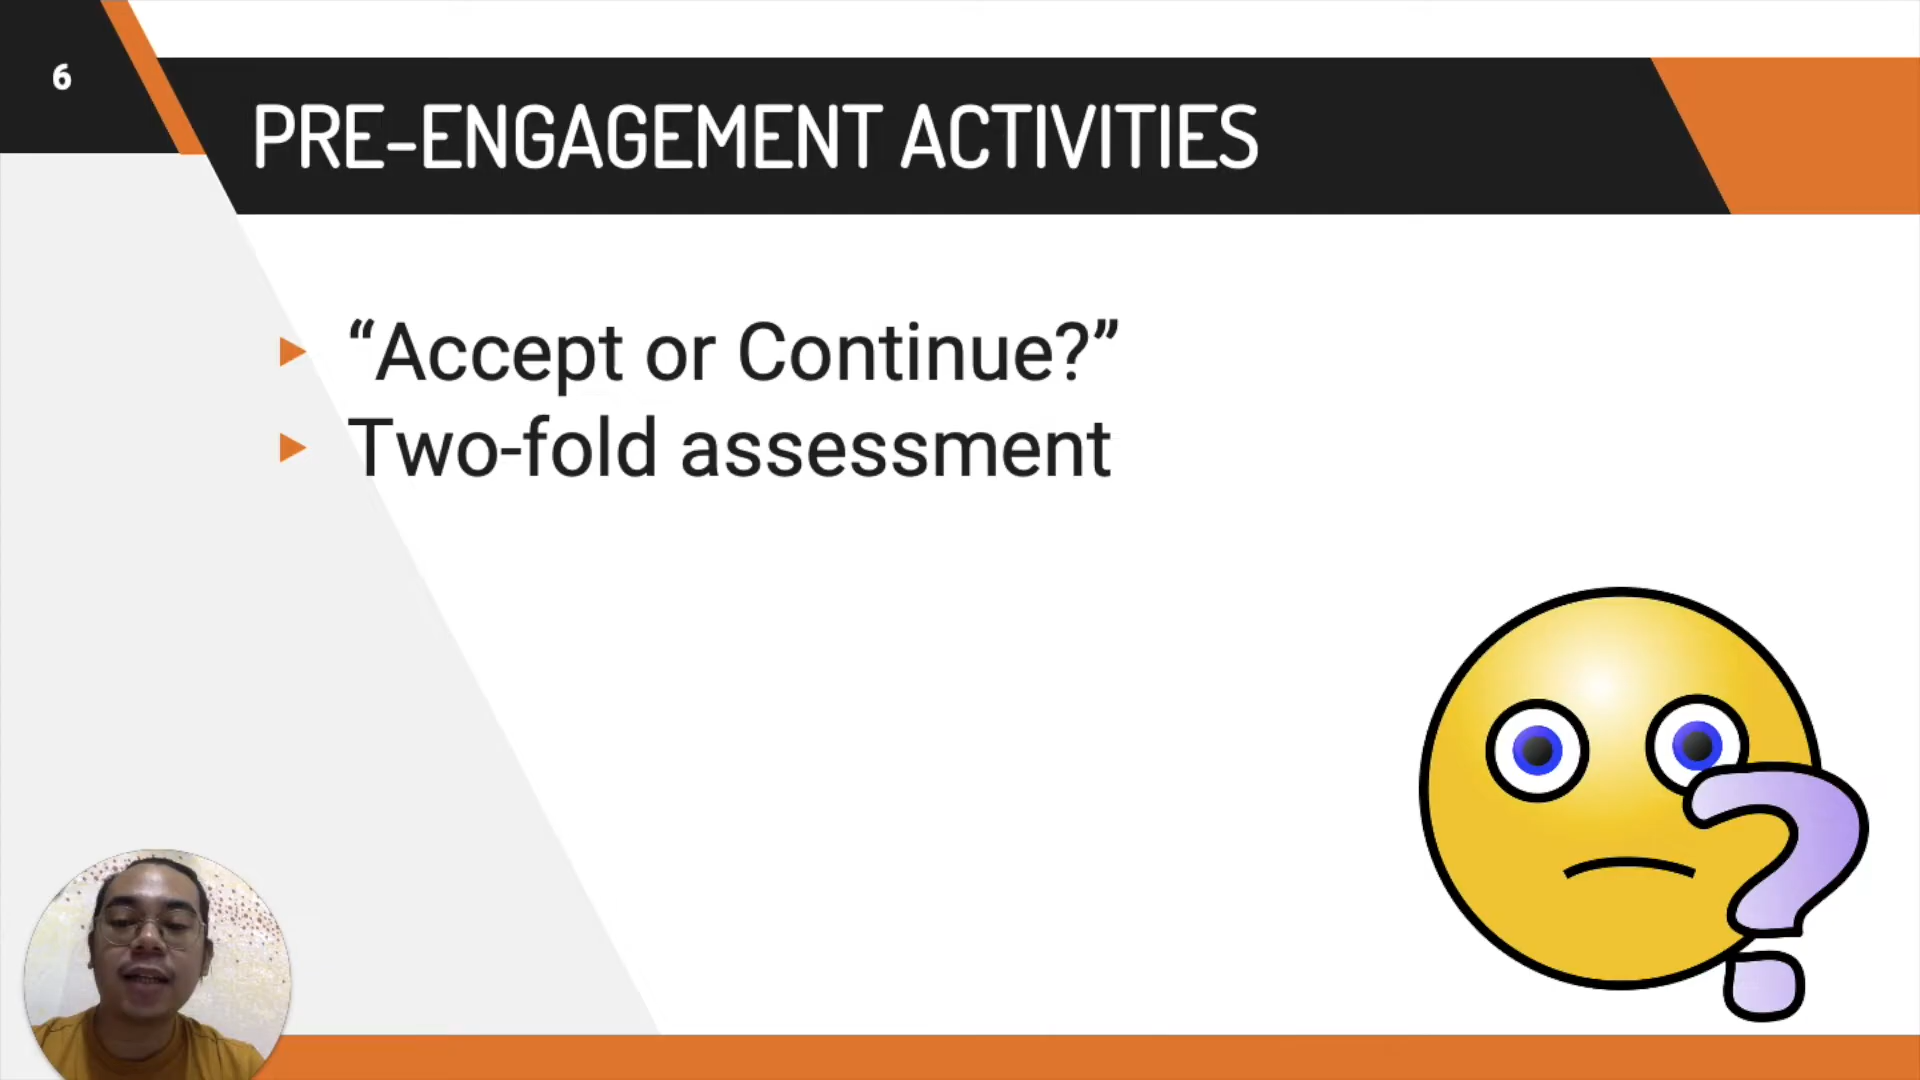 6
PRE-ENGAGEMENT ACTIVITIES
“Accept or Continue?”
Two-fold assessment
?